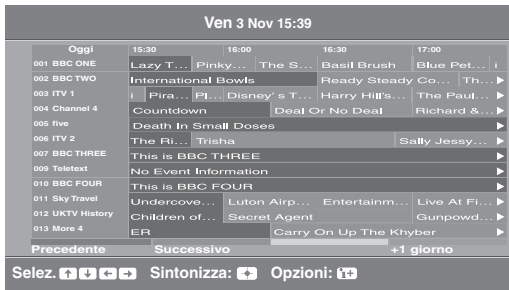 Ven 3 Nov 15:39
Oggi 15:30 16:00 16:30 17:00
001 BBC ONE Lazy T... Pinky... The S... Basil Brush Blue Pet... i
002 BBC TWO International Bowls Ready Steady Co... Th...
003 ITV 1 i Pira... Pl... Disney's T... Harry Hill's... The Paul...
004 Channel 4 Countdown Deal Or No Deal Richard &...
005 five Death In Small Doses
006 ITV 2 The Ri... Trisha Sally Jessy...
007 BBC THREE This is BBC THREE
009 Teletext No Event Information
010 BBC FOUR This is BBC FOUR
011 Sky Travel Undercove... Luton Airp... Entertainm... Live At Fi...
012 UKTV History Children of... Secret Agent Gunpowd...
013 More 4 ER Carry On Up The Khyber
Precedente Successivo +1 giorno
Selez. Sintonizza: Opzioni: i+